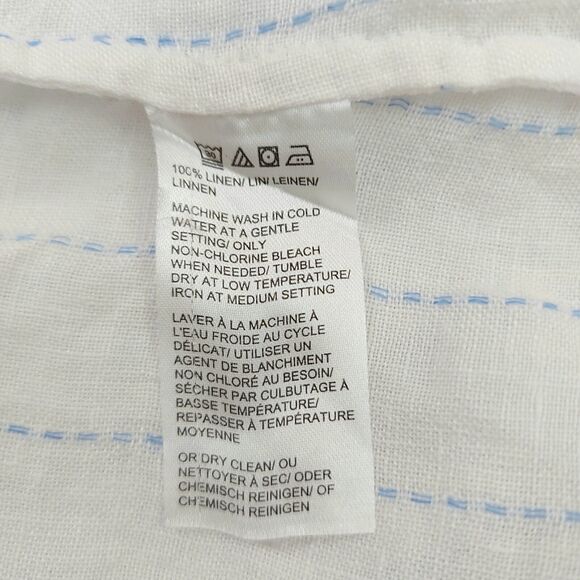 30
100% LINEN/ LIN/ LEINEN/
LINNEN
MACHINE WASH IN COLD
WATER AT A GENTLE
SETTING/ ONLY
NON-CHLORINE BLEACH
WHEN NEEDED/ TUMBLE
DRY AT LOW TEMPERATURE/
IRON AT MEDIUM SETTING
LAVER À LA MACHINE À
L'EAU FROIDE AU CYCLE
DÉLICAT/ UTILISER UN
AGENT DE BLANCHIMENT
NON CHLORÉ AU BESOIN/
SÉCHER PAR CULBUTAGE À
BASSE TEMPÉRATURE/
REPASSER À TEMPÉRATURE
MOYENNE
OR DRY CLEAN/ OU
NETTOYER À SEC/ ODER
CHEMISCH REINIGEN/ OF
CHEMISCH REINIGEN